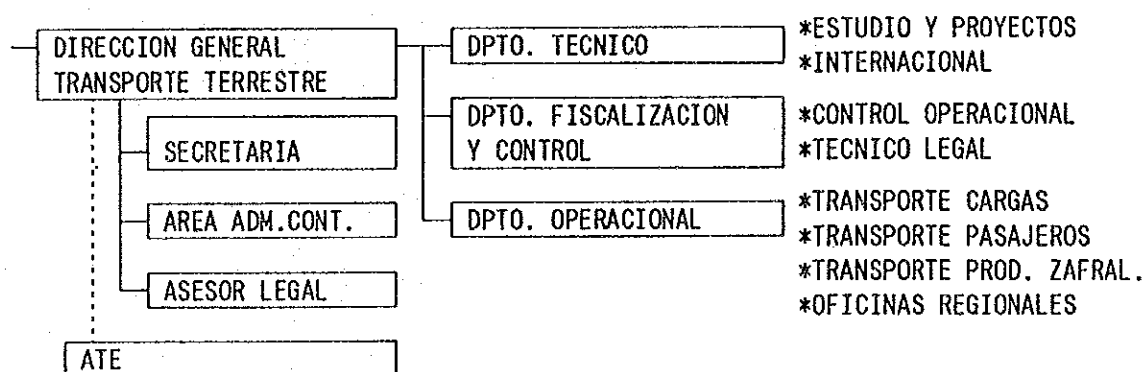 DIRECCION GENERAL
TRANSPORTE TERRESTRE
SECRETARIA
AREA ADM.CONT.
ASESOR LEGAL
ATE
DPTO. TECNICO
*ESTUDIO Y PROYECTOS
*INTERNACIONAL
DPTO. FISCALIZACION
Y CONTROL
*CONTROL OPERACIONAL
*TECNICO LEGAL
DPTO. OPERACIONAL
*TRANSPORTE CARGAS
*TRANSPORTE PASAJEROS
*TRANSPORTE PROD. ZAFRAL.
*OFICINAS REGIONALES